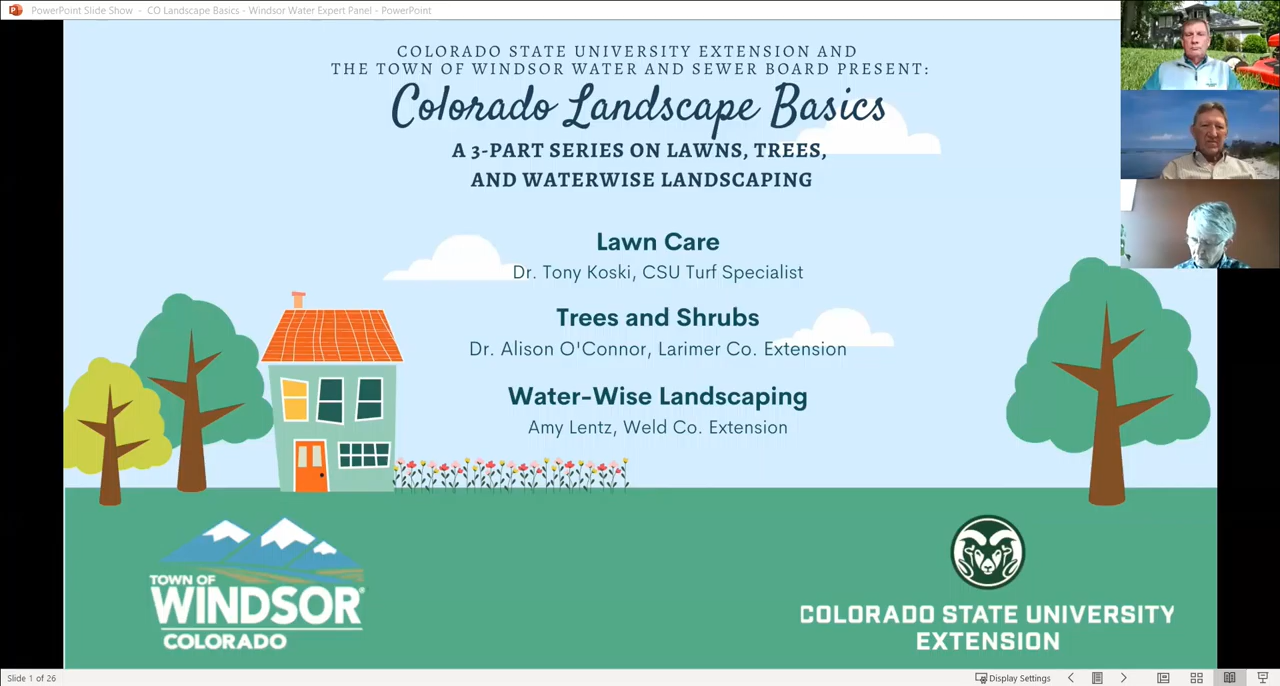 PowerPoint Slide Show - CO Landscape Basics - Windsor Water Expert Panel - PowerPoint
COLORADO STATE UNIVERSITY EXTENSION AND
THE TOWN OF WINDSOR WATER AND SEWER BOARD PRESENT:
Colorado Landscape Basics
A 3-PART SERIES ON LAWNS, TREES,
AND WATERWISE LANDSCAPING
Lawn Care
Dr. Tony Koski, CSU Turf Specialist
Trees and Shrubs
Dr. Alison O'Connor, Larimer Co. Extension
Water-Wise Landscaping
Amy Lentz, Weld Co. Extension
TOWN OF
WINDSOR®
COLORADO
COLORADO STATE UNIVERSITY
EXTENSION
Slide 1 of 26
Display Settings